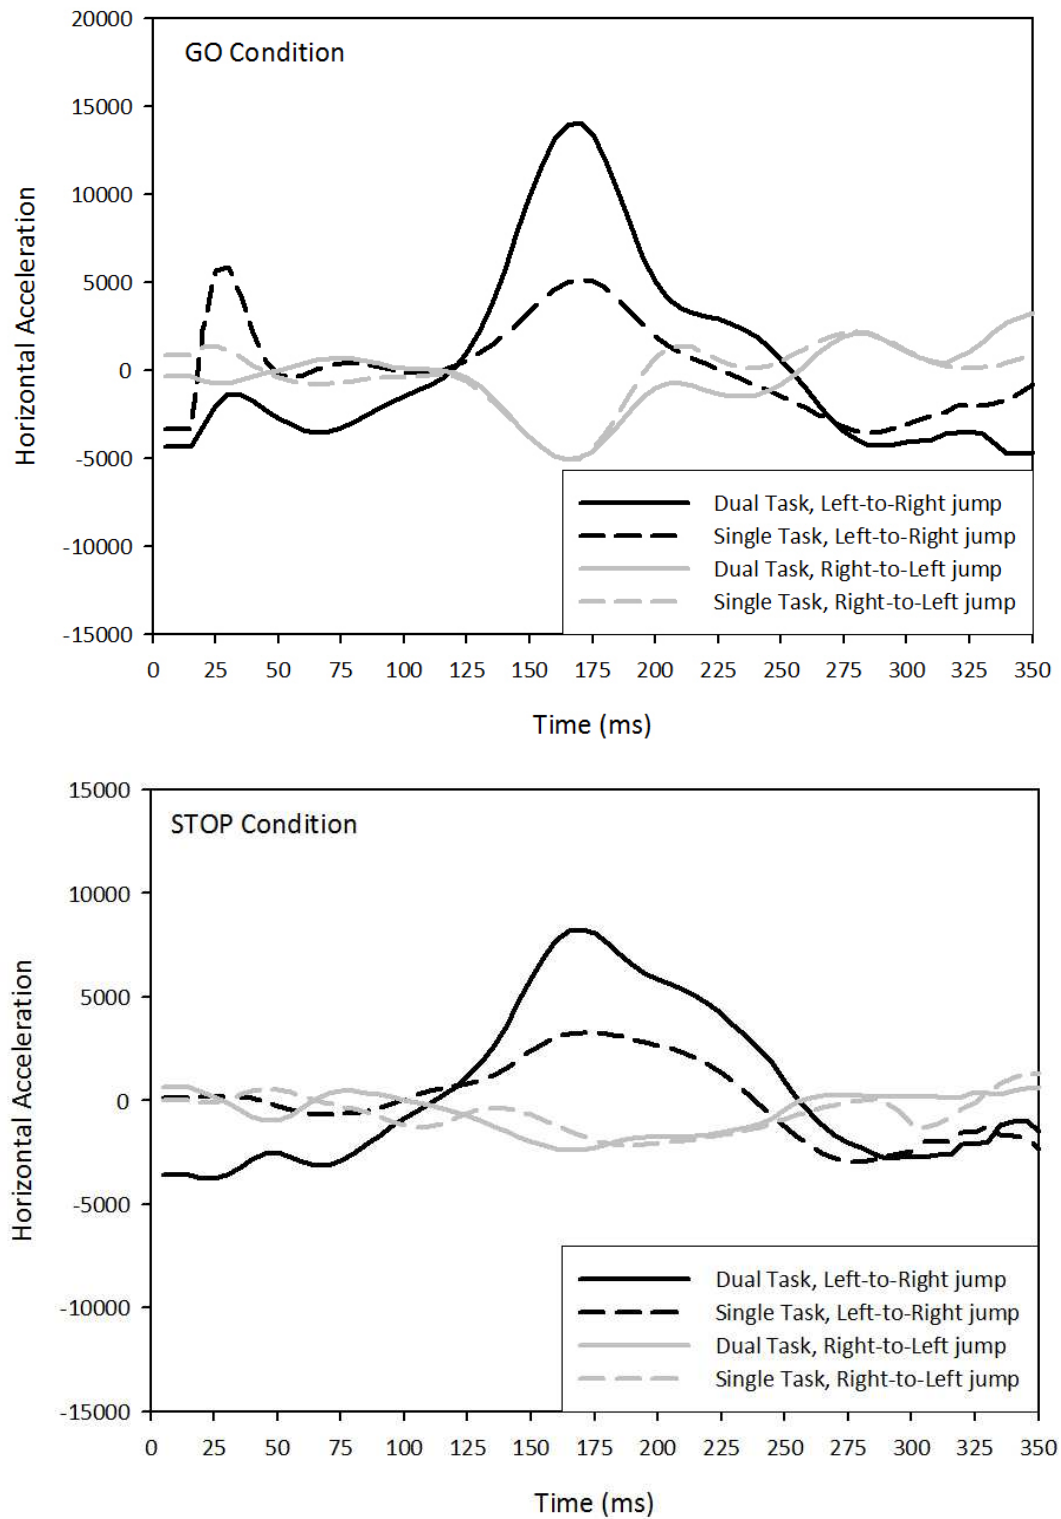 GO Condition
20000
15000
10000
5000
0
-5000
-10000
-15000
Horizontal Acceleration
Dual Task, Left-to-Right jump
Single Task, Left-to-Right jump
Dual Task, Right-to-Left jump
Single Task, Right-to-Left jump
0 25 50 75 100 125 150 175 200 225 250 275 300 325 350
Time (ms)
STOP Condition
15000
10000
5000
0
-5000
-10000
-15000
Horizontal Acceleration
Dual Task, Left-to-Right jump
Single Task, Left-to-Right jump
Dual Task, Right-to-Left jump
Single Task, Right-to-Left jump
0 25 50 75 100 125 150 175 200 225 250 275 300 325 350
Time (ms)